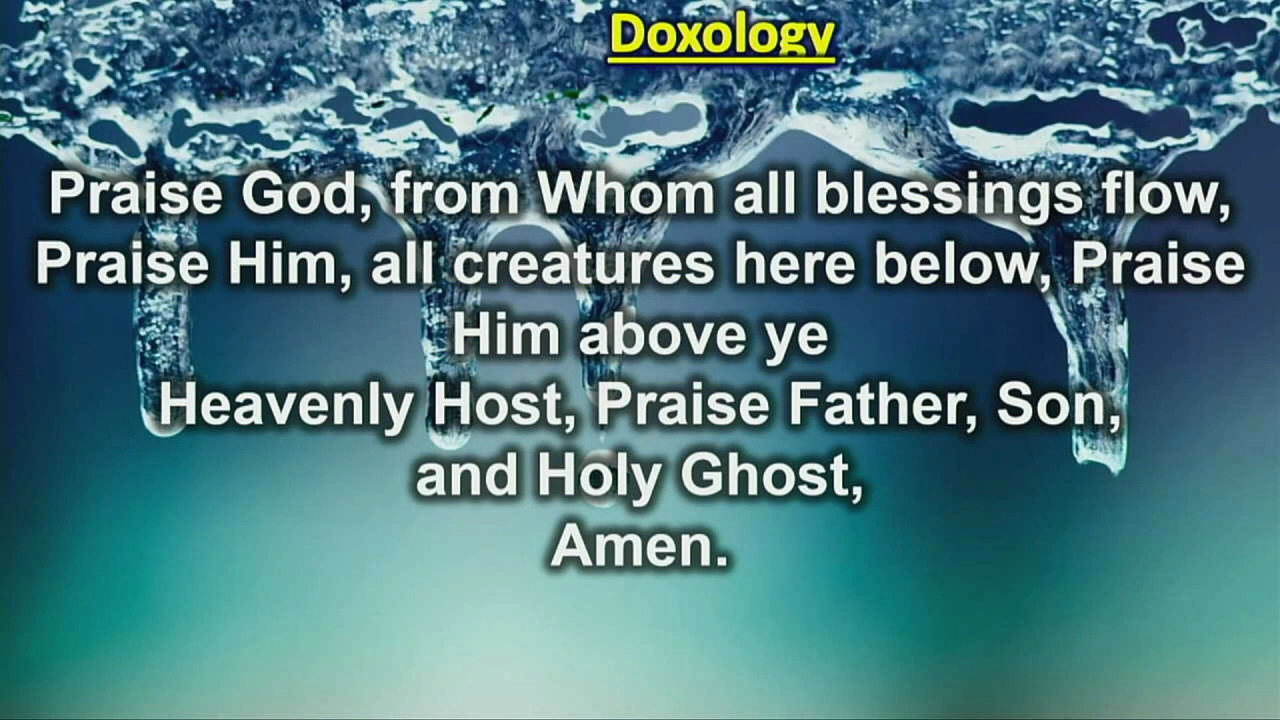 Doxology
Praise God, from Whom all blessings flow,
Praise Him, all creatures here below, Praise
Him above ye
Heavenly Host, Praise Father, Son,
and Holy Ghost,
Amen.